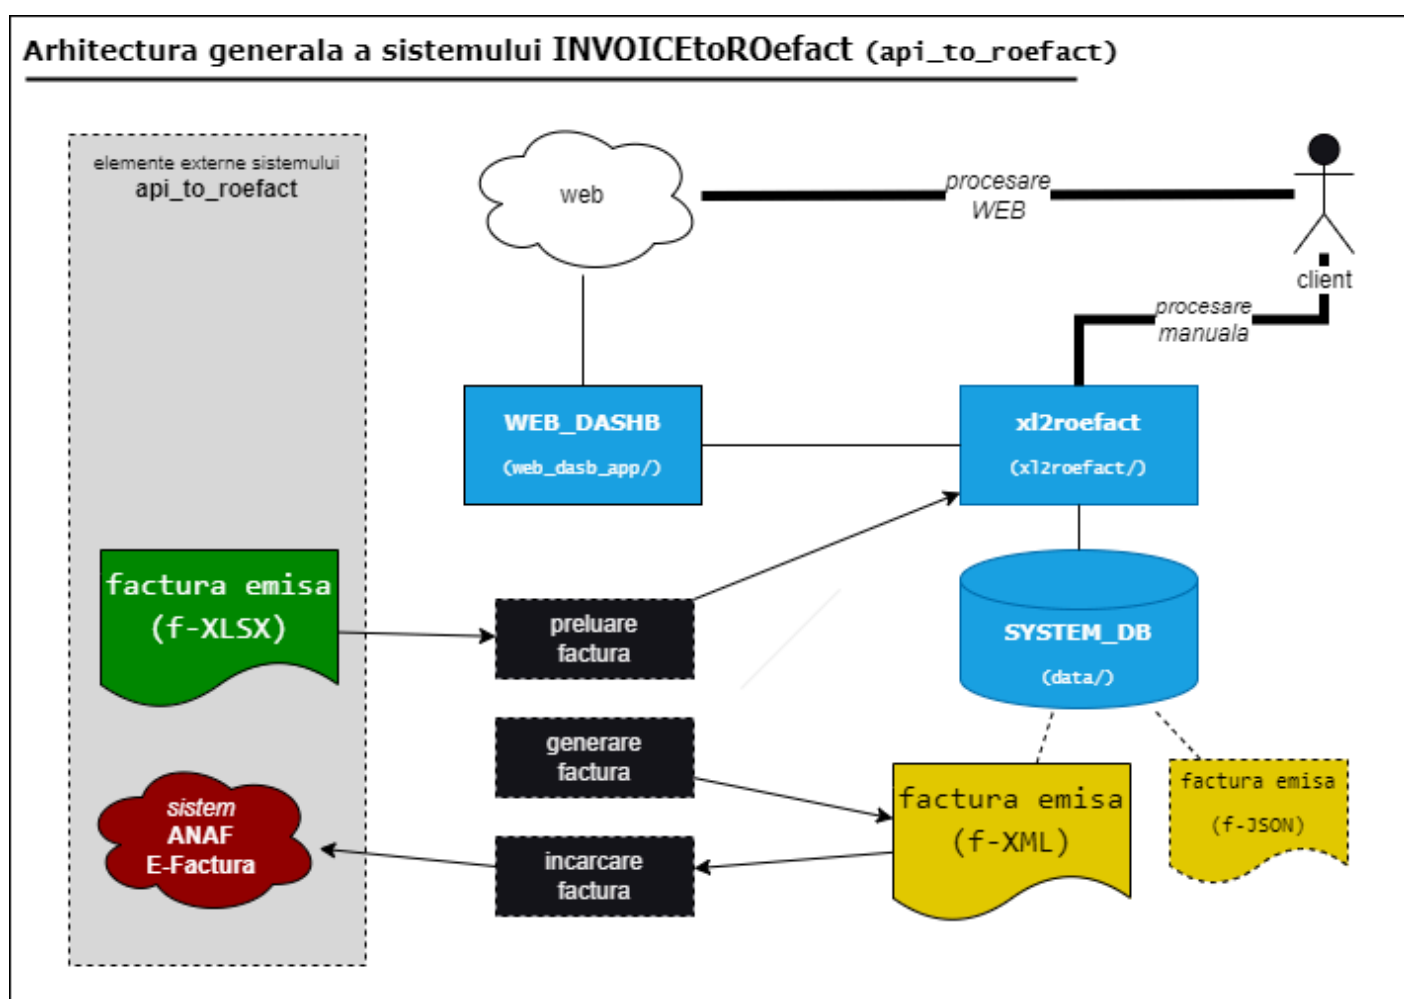 Arhitectura generala a sistemului INVOICEtoROefact (api_to_roefact)
elemente externe sistemului
api_to_roefact
web
procesare
WEB
client
procesare
manuala
WEB_DASHB
(web_dasb_app/)
xl2roefact
(xl2roefact/)
factura emisa
(f-XLSX)
preluare
factura
SYSTEM_DB
(data/)
generare
factura
factura emisa
(f-XML)
factura emisa
(f-JSON)
sistem
ANAF
E-Factura
incarcare
factura